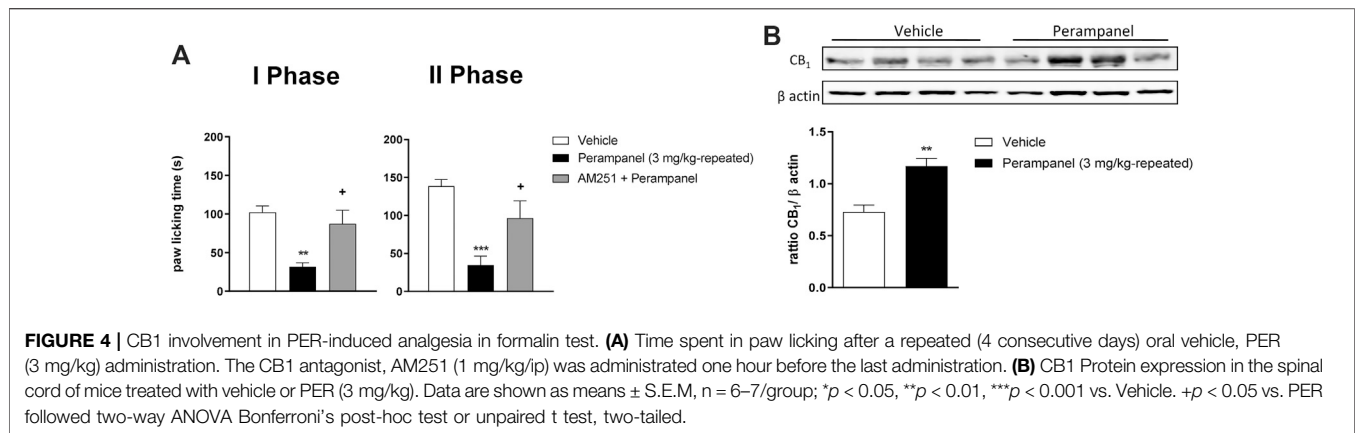 A
I Phase
II Phase
paw licking time (s)
200
150
100
50
0
**
+
200
150
100
50
0
***
+
Vehicle
Perampanel (3 mg/kg-repeated)
AM251 + Perampanel
B
Vehicle
Perampanel
CB1
β actin
rattio CB1/ β actin
1.5
1.0
0.5
0.0
**
Vehicle
Perampanel (3 mg/kg-repeated)
FIGURE 4 | CB1 involvement in PER-induced analgesia in formalin test. (A) Time spent in paw licking after a repeated (4 consecutive days) oral vehicle, PER
(3 mg/kg) administration. The CB1 antagonist, AM251 (1 mg/kg/ip) was administrated one hour before the last administration. (B) CB1 Protein expression in the spinal
cord of mice treated with vehicle or PER (3 mg/kg). Data are shown as means ± S.E.M, n = 6–7/group; *p < 0.05, **p < 0.01, ***p < 0.001 vs. Vehicle. +p < 0.05 vs. PER
followed two-way ANOVA Bonferroni's post-hoc test or unpaired t test, two-tailed.